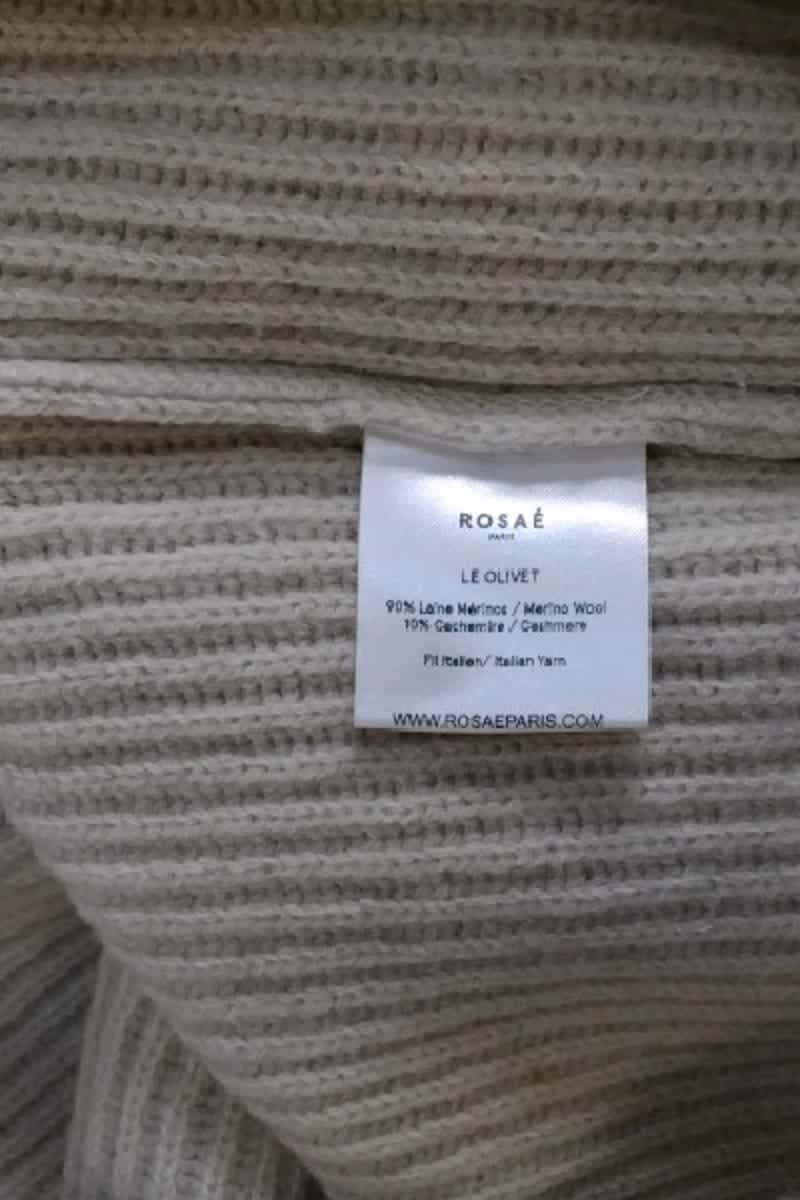 ROSAÉ
PARIS
LE OLIVET
90% Laine Mérinos / Merino Wool
10% Cachemire / Cashmere
Fil Italien/ Italian Yarn
WWW.ROSAEPARIS.COM